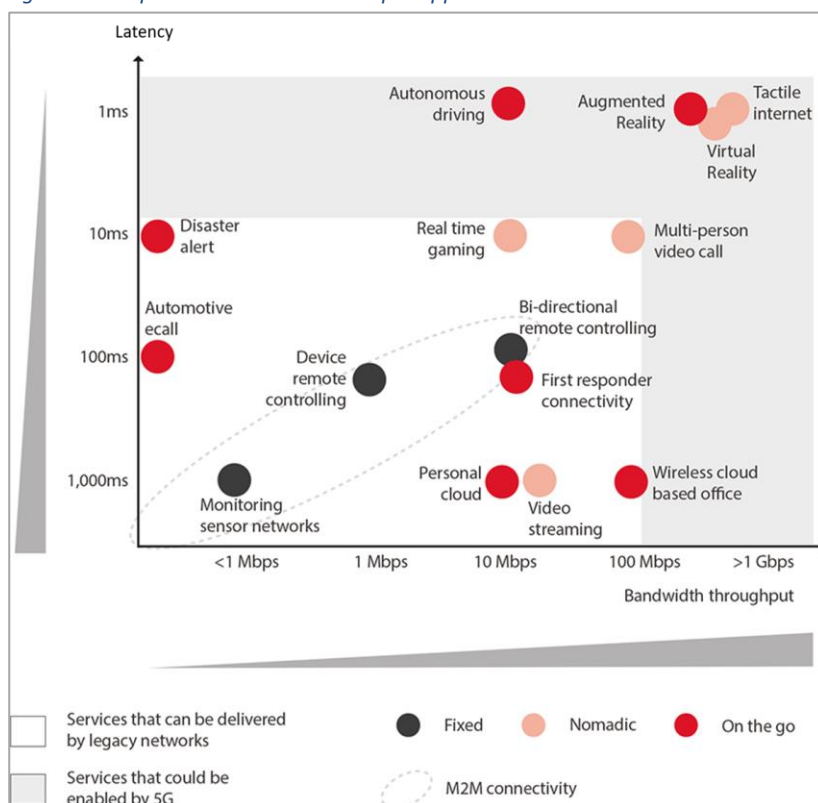 Latency
1ms
10ms
100ms
1,000ms
Autonomous
driving
Augmented
Reality
Tactile
internet
Virtual
Reality
Disaster
alert
Real time
gaming
Multi-person
video call
Automotive
ecall
Bi-directional
remote controlling
Device
remote
controlling
First responder
connectivity
Monitoring
sensor networks
Personal
cloud
Video
streaming
Wireless cloud
based office
<1 Mbps
1 Mbps
10 Mbps
100 Mbps
>1 Gbps
Bandwidth throughput
Services that can be delivered
by legacy networks
Fixed
Nomadic
On the go
Services that could be
enabled by 5G
M2M connectivity